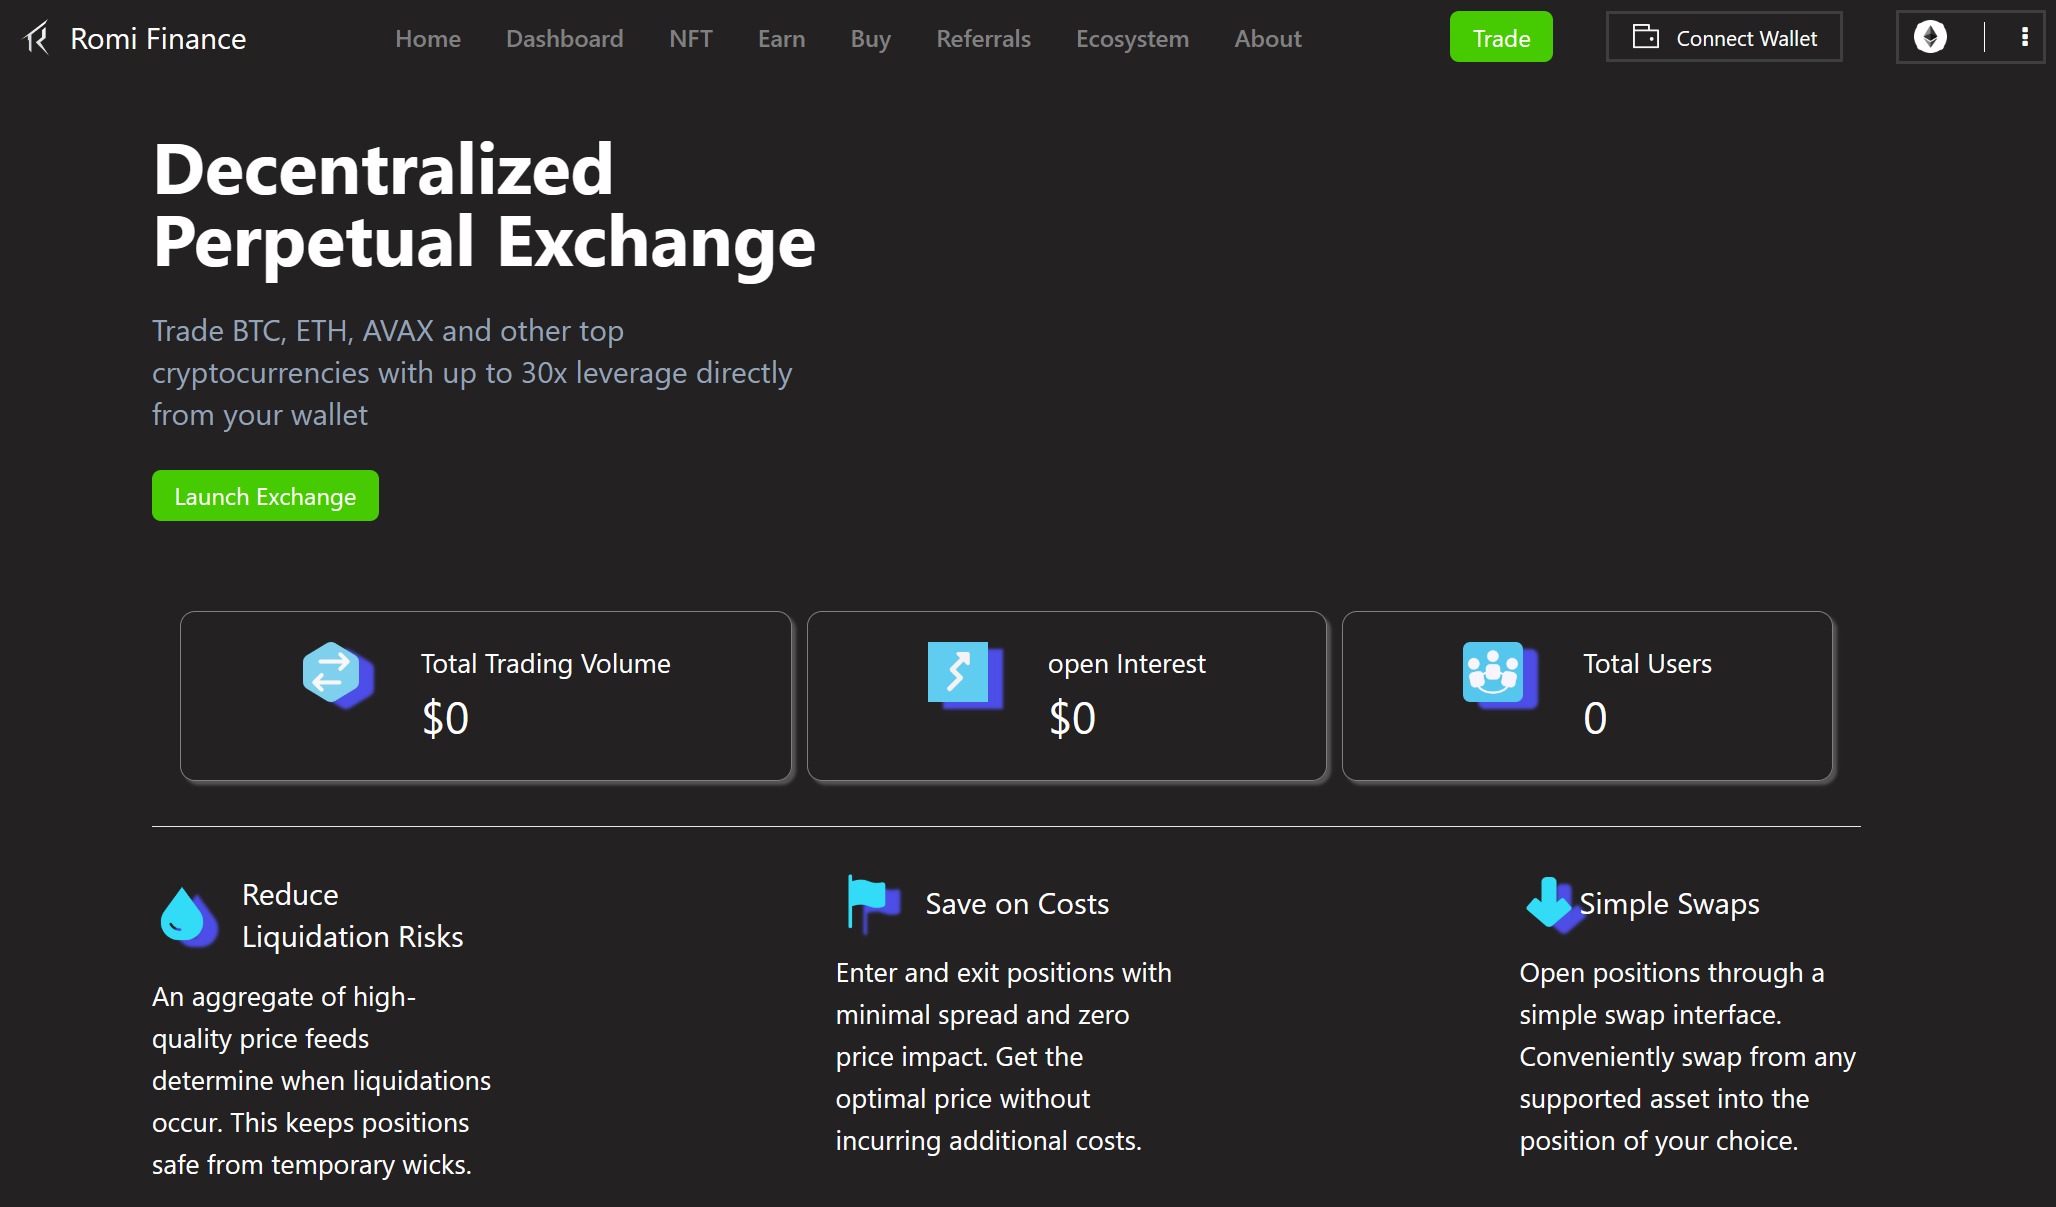 Romi Finance
Home
Dashboard
NFT
Earn
Buy
Referrals
Ecosystem
About
Trade
Connect Wallet
Decentralized
Perpetual Exchange
Trade BTC, ETH, AVAX and other top
cryptocurrencies with up to 30x leverage directly
from your wallet
Launch Exchange
Total Trading Volume
$0
open Interest
$0
Total Users
0
Reduce
Liquidation Risks
An aggregate of high-
quality price feeds
determine when liquidations
occur. This keeps positions
safe from temporary wicks.
Save on Costs
Enter and exit positions with
minimal spread and zero
price impact. Get the
optimal price without
incurring additional costs.
Simple Swaps
Open positions through a
simple swap interface.
Conveniently swap from any
supported asset into the
position of your choice.